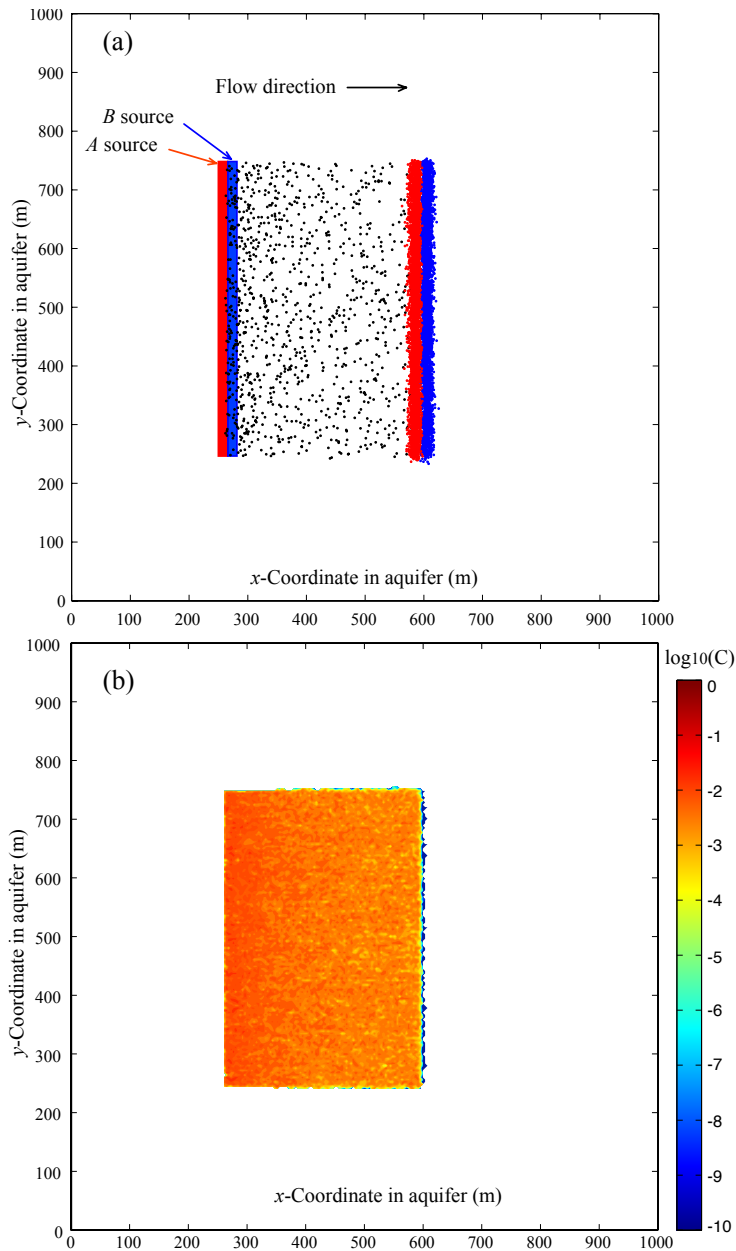 (a)
Flow direction
B source
A source
y-Coordinate in aquifer (m)
1000
900
800
700
600
500
400
300
200
100
0
x-Coordinate in aquifer (m)
0 100 200 300 400 500 600 700 800 900 1000
(b)
log10(C)
y-Coordinate in aquifer (m)
1000
900
800
700
600
500
400
300
200
100
0
x-Coordinate in aquifer (m)
0 100 200 300 400 500 600 700 800 900 1000
0
-1
-2
-3
-4
-5
-6
-7
-8
-9
-10